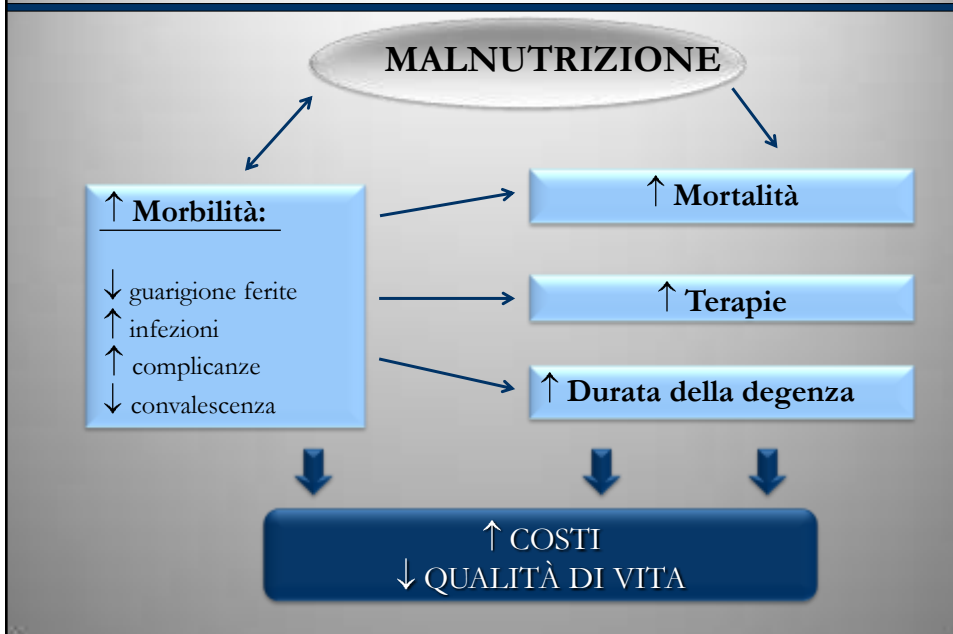 MALNUTRIZIONE
↑ Morbilità:
↓ guarigione ferite
↑ infezioni
↑ complicanze
↓ convalescenza
↑ Mortalità
↑ Terapie
↑ Durata della degenza
↑ COSTI
↓ QUALITÀ DI VITA